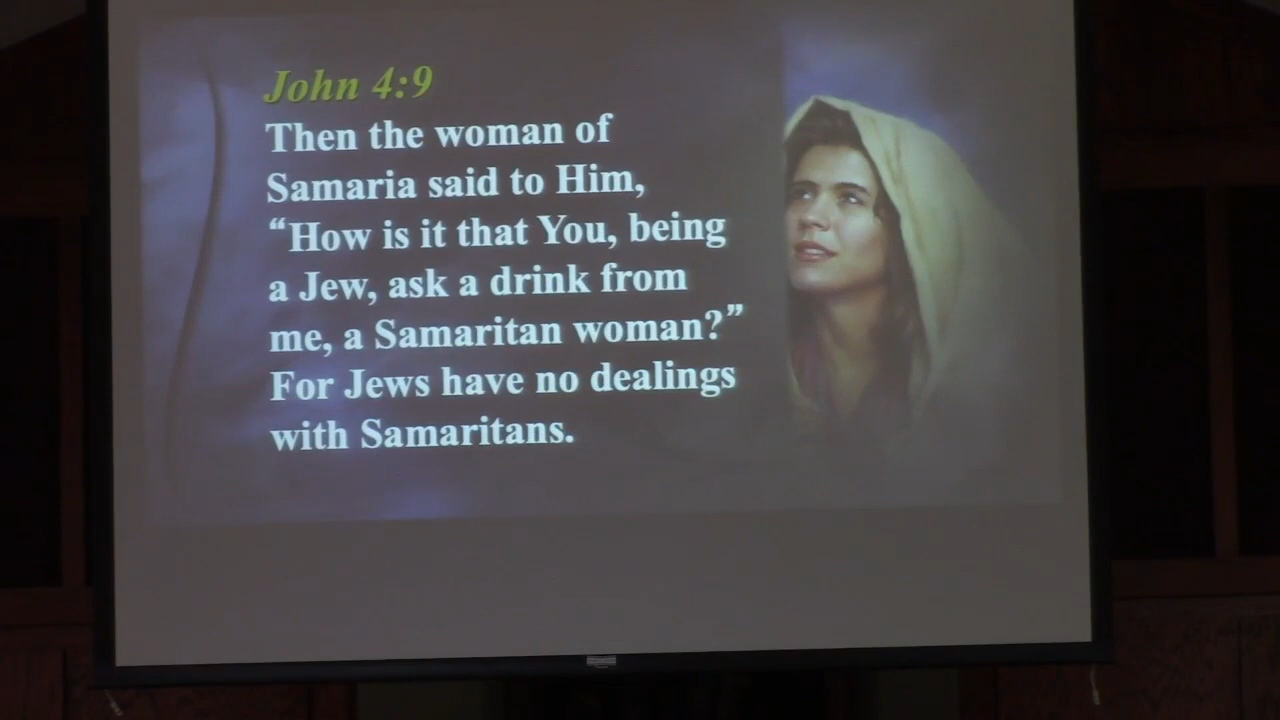 John 4:9
Then the woman of
Samaria said to Him,
“How is it that You, being
a Jew, ask a drink from
me, a Samaritan woman?”
For Jews have no dealings
with Samaritans.